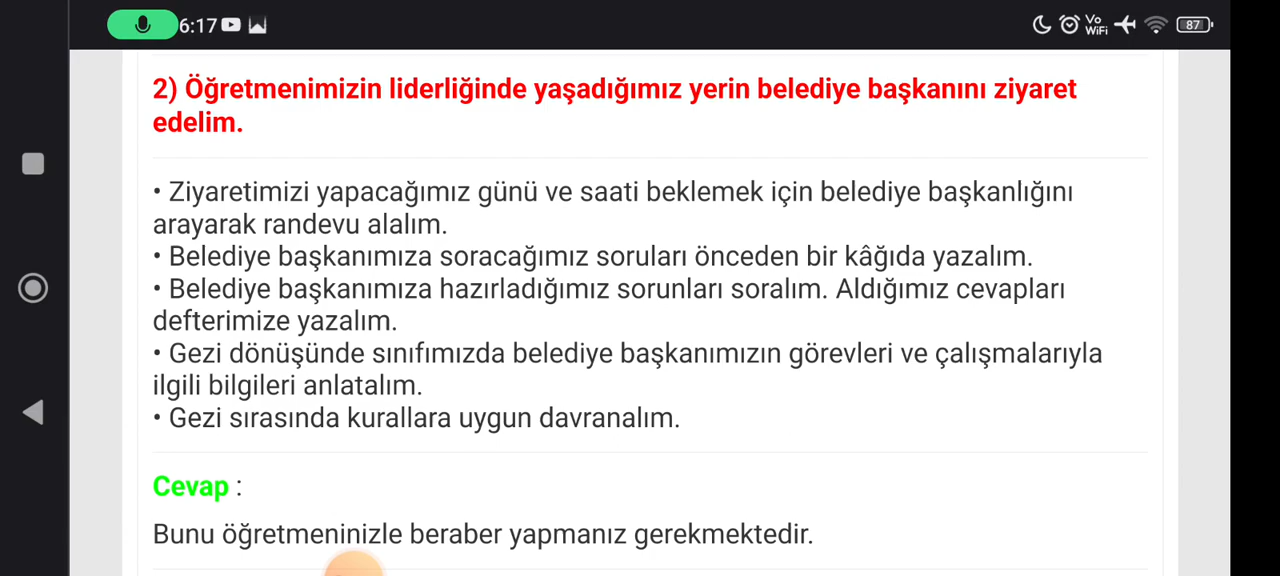 6:17
Vo
WiFi
87
2) Öğretmenimizin liderliğinde yaşadığımız yerin belediye başkanını ziyaret
edelim.
• Ziyaretimizi yapacağımız günü ve saati beklemek için belediye başkanlığını
arayarak randevu alalım.
• Belediye başkanımıza soracağımız soruları önceden bir kâğıda yazalım.
• Belediye başkanımıza hazırladığımız sorunları soralım. Aldığımız cevapları
defterimize yazalım.
• Gezi dönüşünde sınıfımızda belediye başkanımızın görevleri ve çalışmalarıyla
ilgili bilgileri anlatalım.
• Gezi sırasında kurallara uygun davranalım.
Cevap :
Bunu öğretmeninizle beraber yapmanız gerekmektedir.